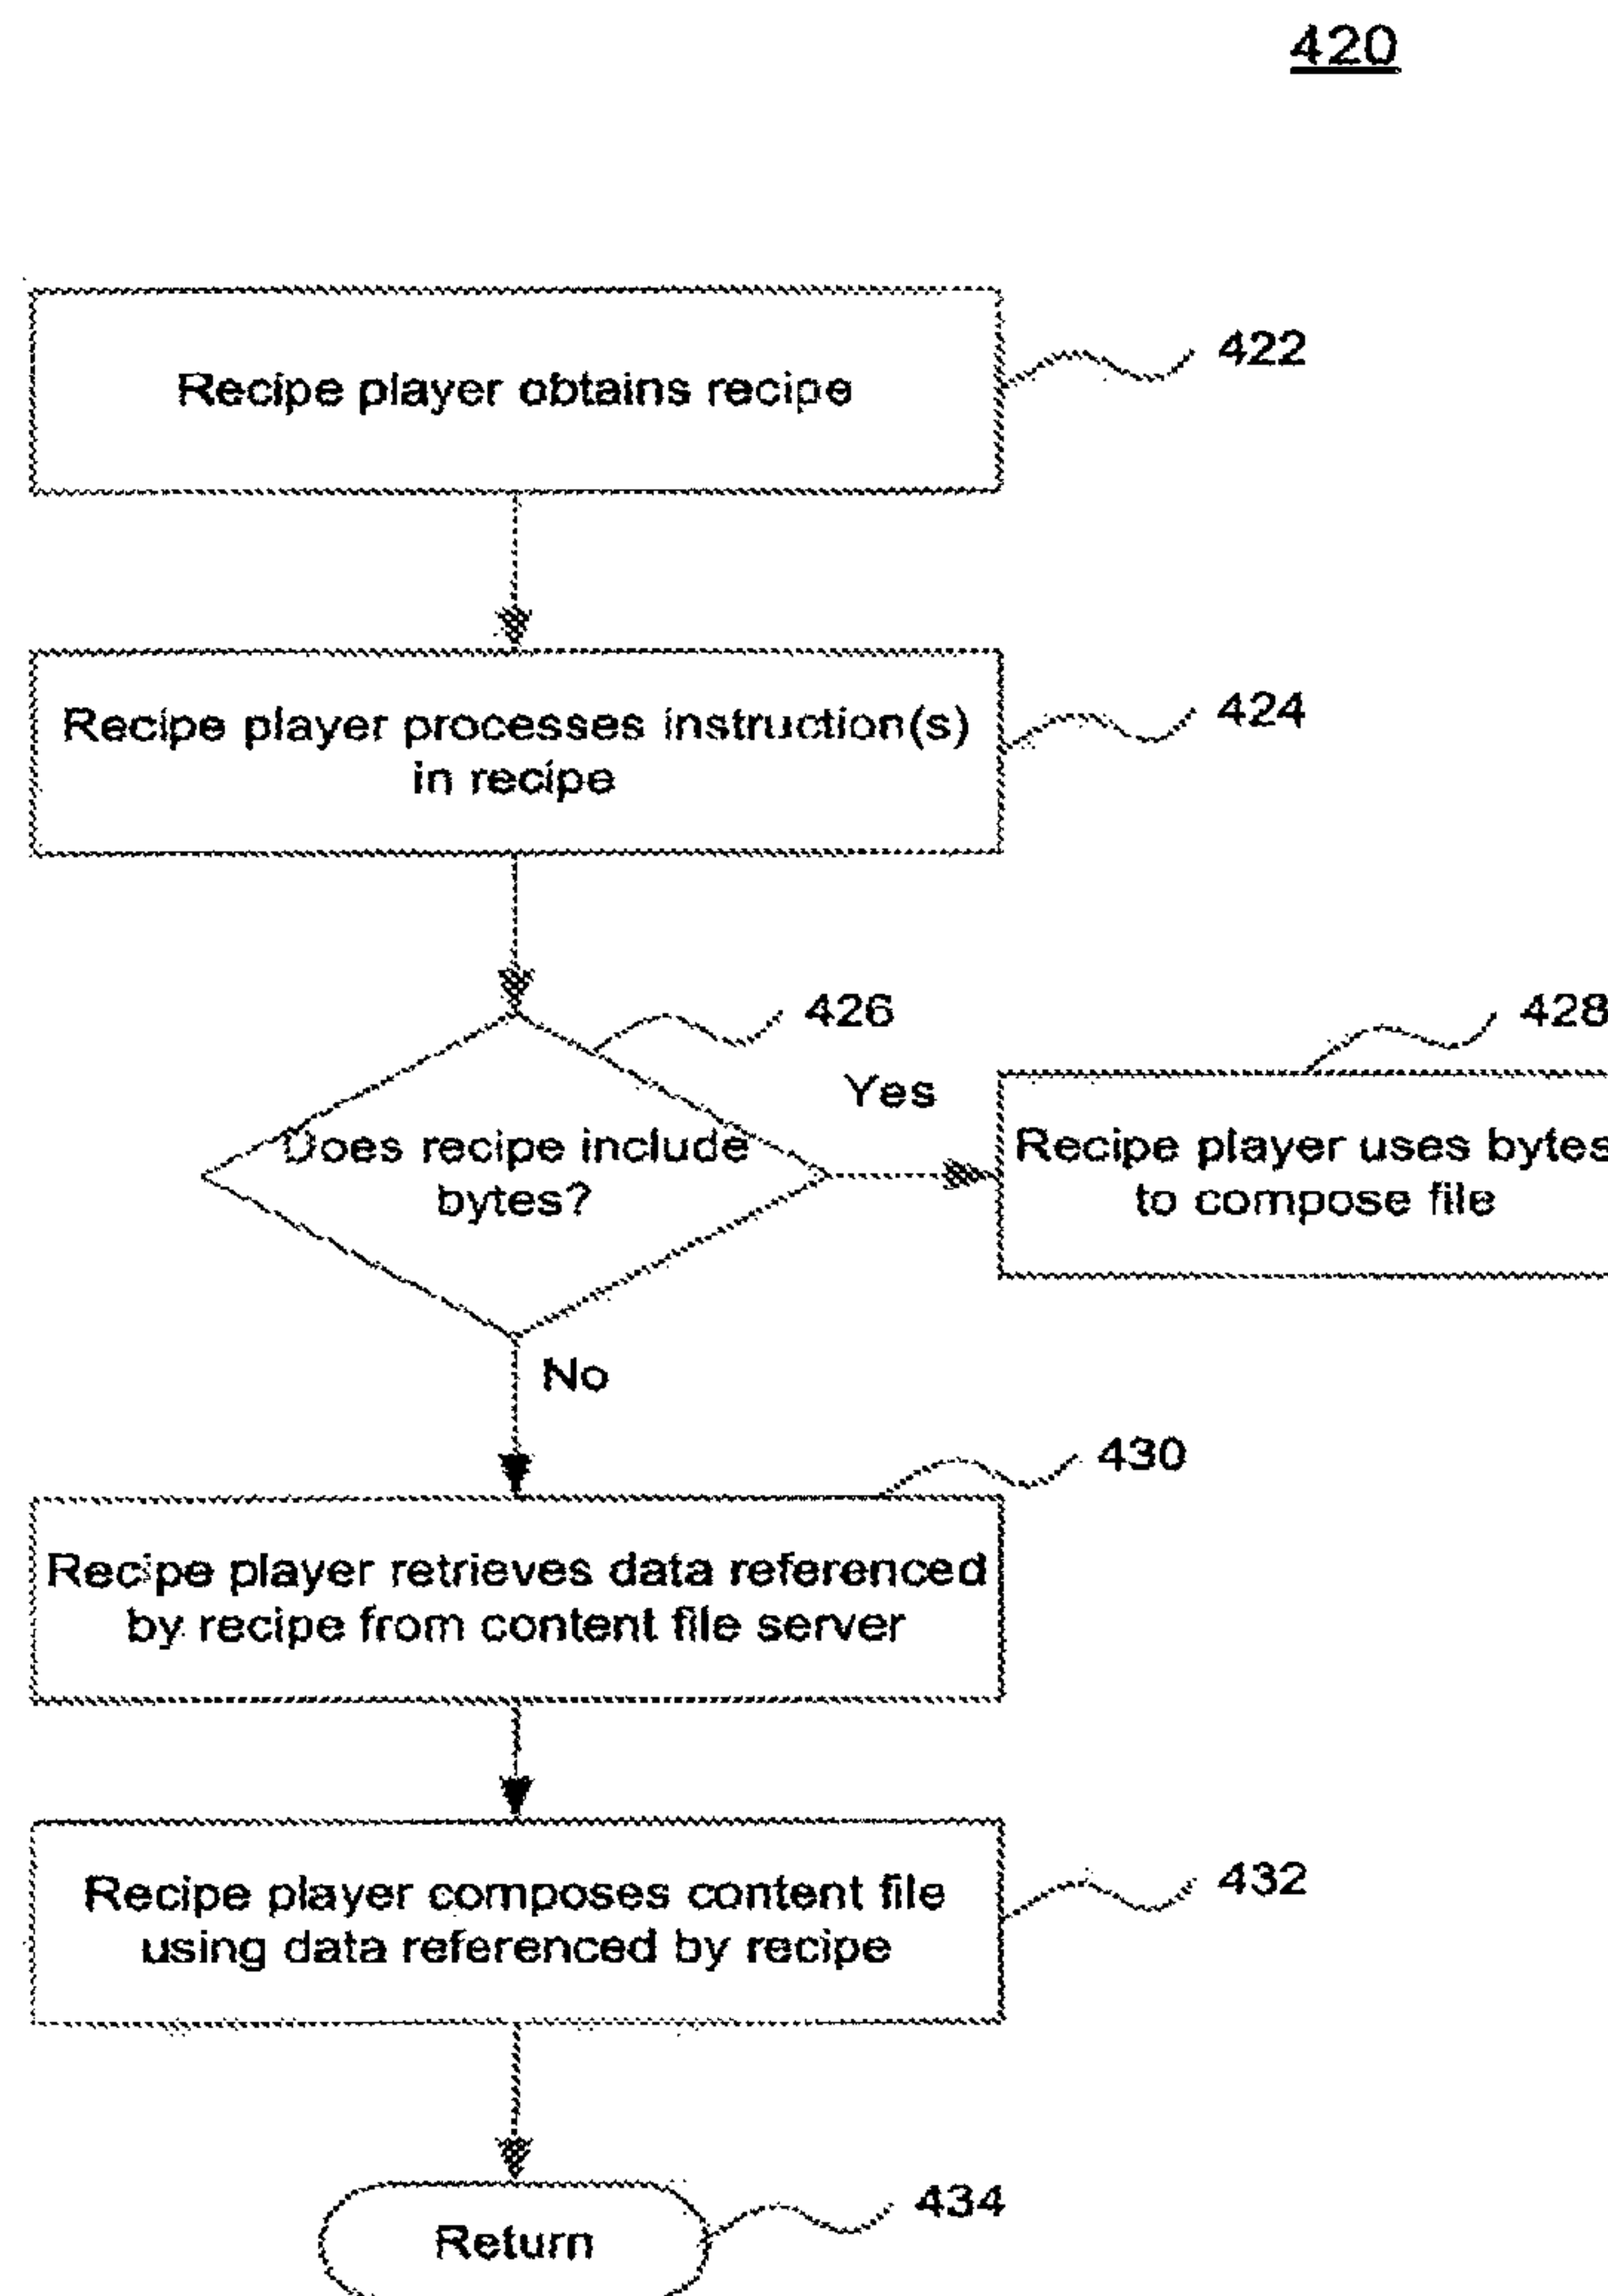 420
Recipe player obtains recipe
422
Recipe player processes instruction(s)
in recipe
424
426
Does recipe include
bytes?
Yes
428
Recipe player uses bytes
to compose file
No
430
Recipe player retrieves data referenced
by recipe from content file server
Recipe player composes content file
using data referenced by recipe
432
Return
434